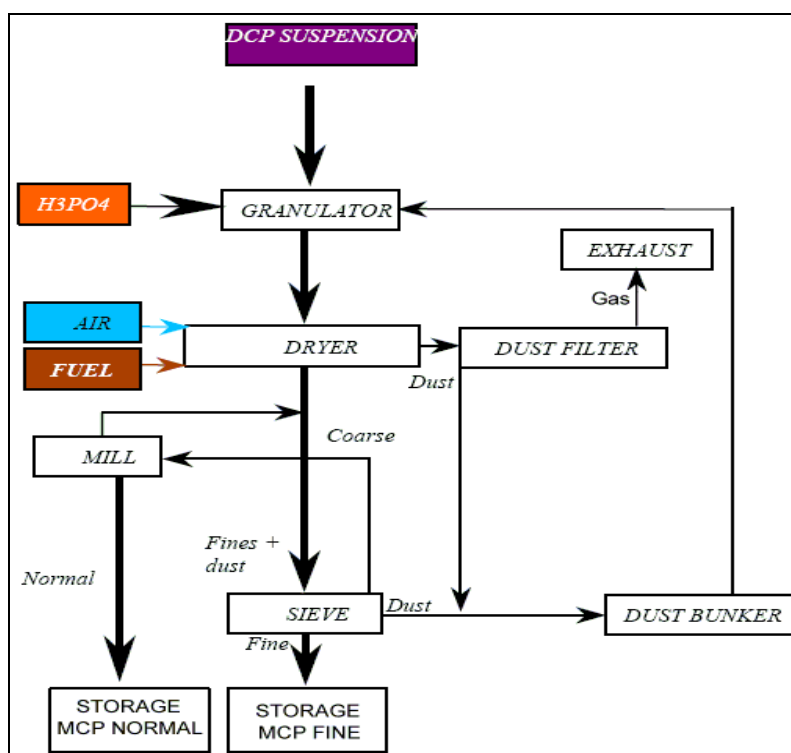 DCP SUSPENSION
H3PO4
GRANULATOR
EXHAUST
Gas
AIR
DRYER
DUST FILTER
FUEL
Dust
Coarse
MILL
Fines +
dust
Normal
SIEVE
Dust
DUST BUNKER
Fine
STORAGE
MCP NORMAL
STORAGE
MCP FINE